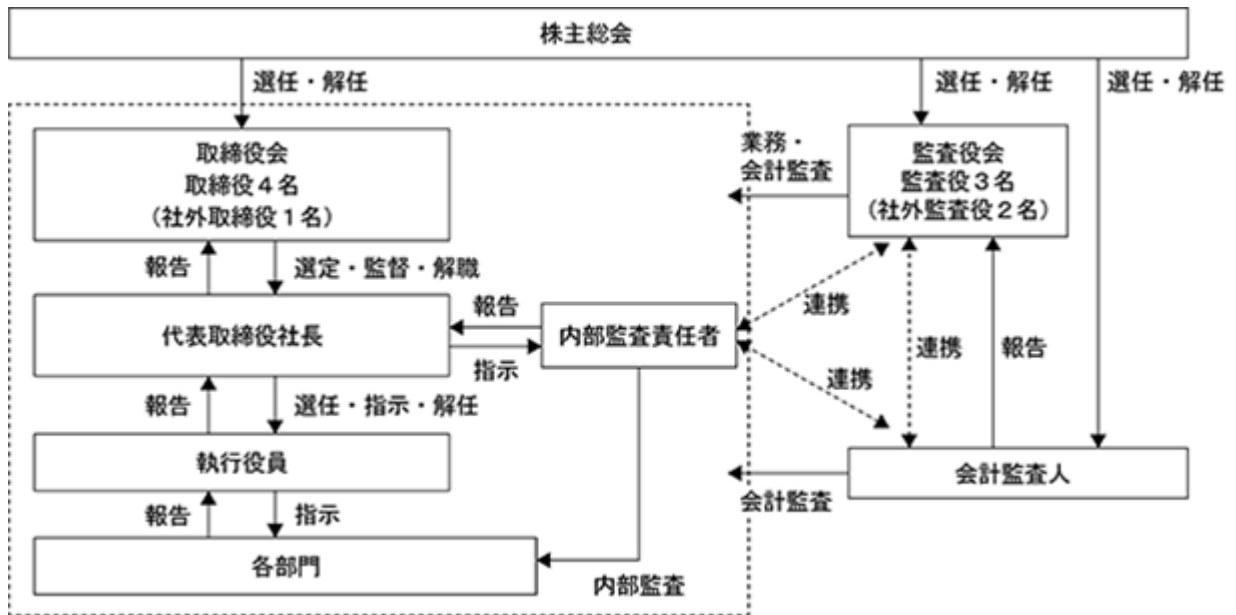 株主総会
選任・解任
選任・解任
選任・解任
取締役会
取締役4名
（社外取締役1名）
業務・
会計監査
監査役会
監査役3名
（社外監査役2名）
報告
選定・監督・解職
代表取締役社長
報告
指示
内部監査責任者
連携
連携
連携
報告
報告
選任・指示・解任
執行役員
会計監査
会計監査人
報告
指示
各部門
内部監査